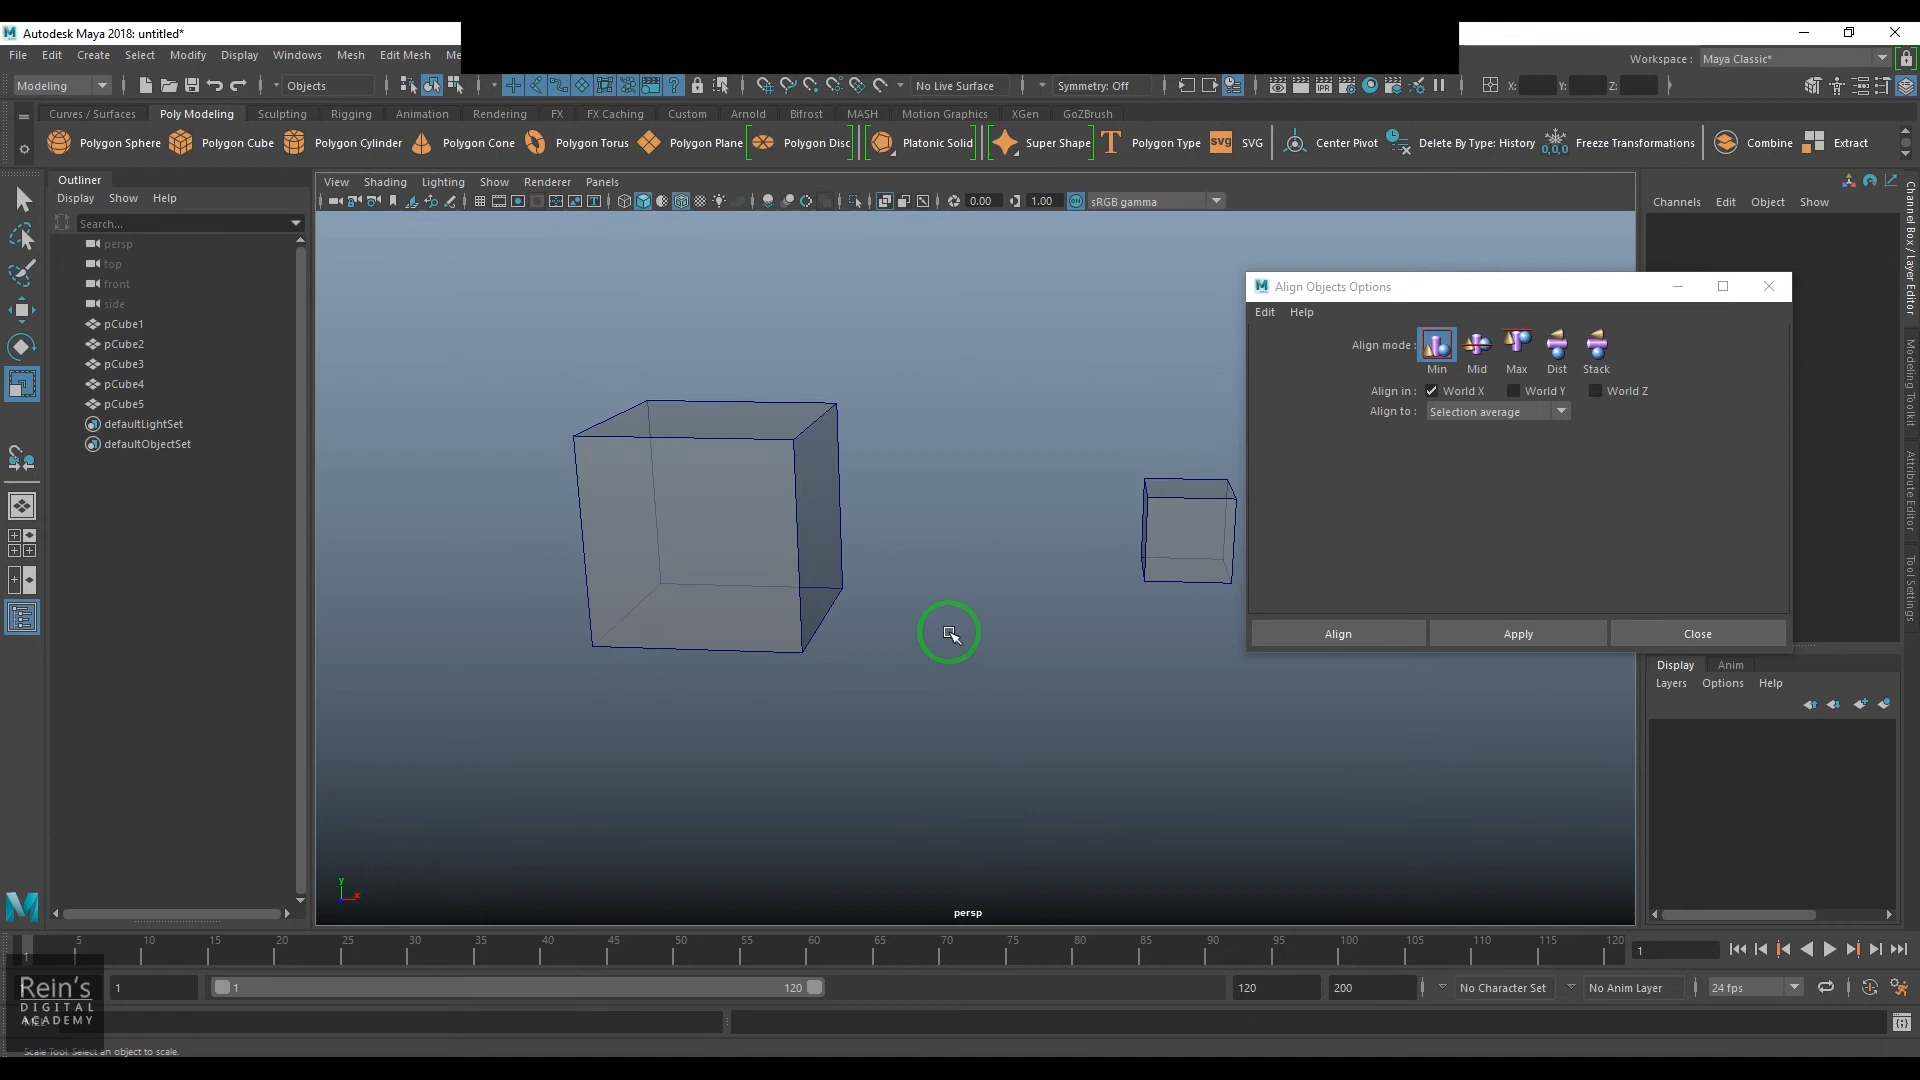 Autodesk Maya 2018: untitled*
File Edit Create Select Modify Display Windows Mesh Edit Mesh Me
Workspace : Maya Classic*
Modeling Objects No Live Surface Symmetry: Off X: Y: Z:
Curves / Surfaces Poly Modeling Sculpting Rigging Animation Rendering FX FX Caching Custom Arnold Bifrost MASH Motion Graphics XGen GoZBrush
Polygon Sphere Polygon Cube Polygon Cylinder Polygon Cone Polygon Torus Polygon Plane Polygon Disc Platonic Solid Super Shape Polygon Type SVG SVG Center Pivot Delete By Type: History 0,0,0 Freeze Transformations Combine Extract
Outliner
Display Show Help
Search...
persp
top
front
side
pCube1
pCube2
pCube3
pCube4
pCube5
defaultLightSet
defaultObjectSet
View Shading Lighting Show Renderer Panels
0.00 1.00 sRGB gamma
Channels Edit Object Show
Channel Box / Layer Editor
Modeling Toolkit
Attribute Editor
Tool Settings
Align Objects Options
Edit Help
Align mode : Min Mid Max Dist Stack
Align in : World X World Y World Z
Align to : Selection average
Align Apply Close
y
x
persp
Display Anim
Layers Options Help
5 10 15 20 25 30 35 40 45 50 55 60 65 70 75 80 85 90 95 100 105 110 115 120
1
1
1 1 120 120 200 No Character Set No Anim Layer 24 fps
Rein's
DIGITAL
ACADEMY
MEL
Scale Tool: Select an object to scale.